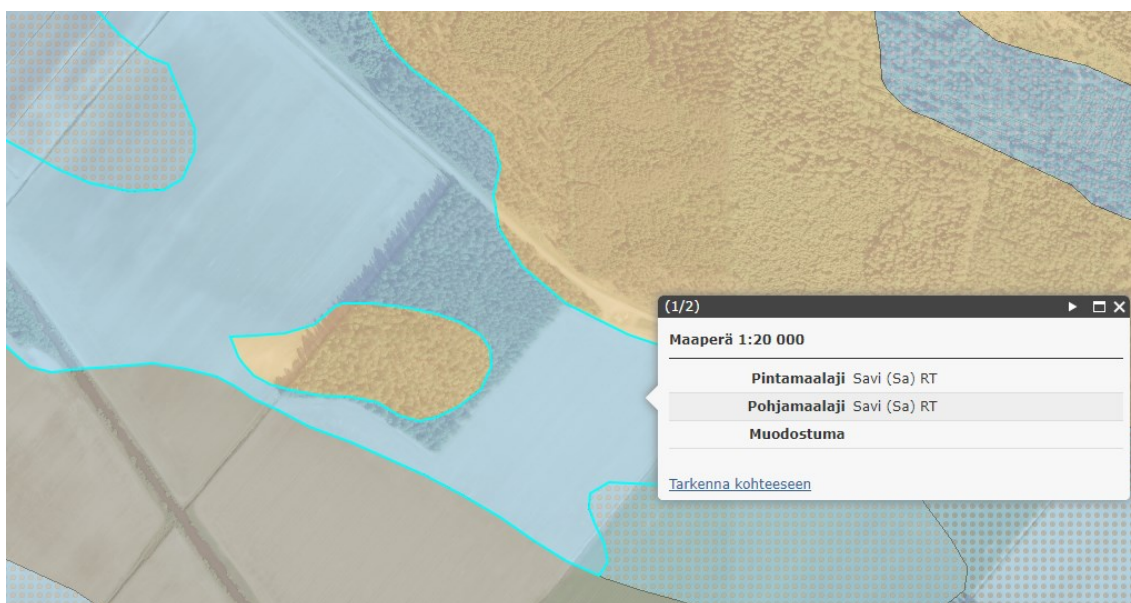 (1/2)
Maaperä 1:20 000
Pintamaalaji Savi (Sa) RT
Pohjamaalaji Savi (Sa) RT
Muodostuma
Tarkenna kohteeseen